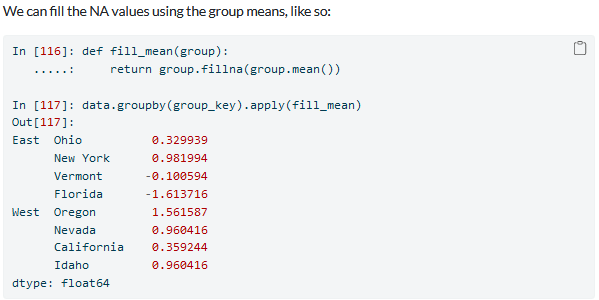 We can fill the NA values using the group means, like so:
In [116]: def fill_mean(group):
   .....:     return group.fillna(group.mean())
In [117]: data.groupby(group_key).apply(fill_mean)
Out[117]:
East  Ohio          0.329939
      New York      0.981994
      Vermont      -0.100594
      Florida      -1.613716
West  Oregon        1.561587
      Nevada        0.960416
      California    0.359244
      Idaho         0.960416
dtype: float64